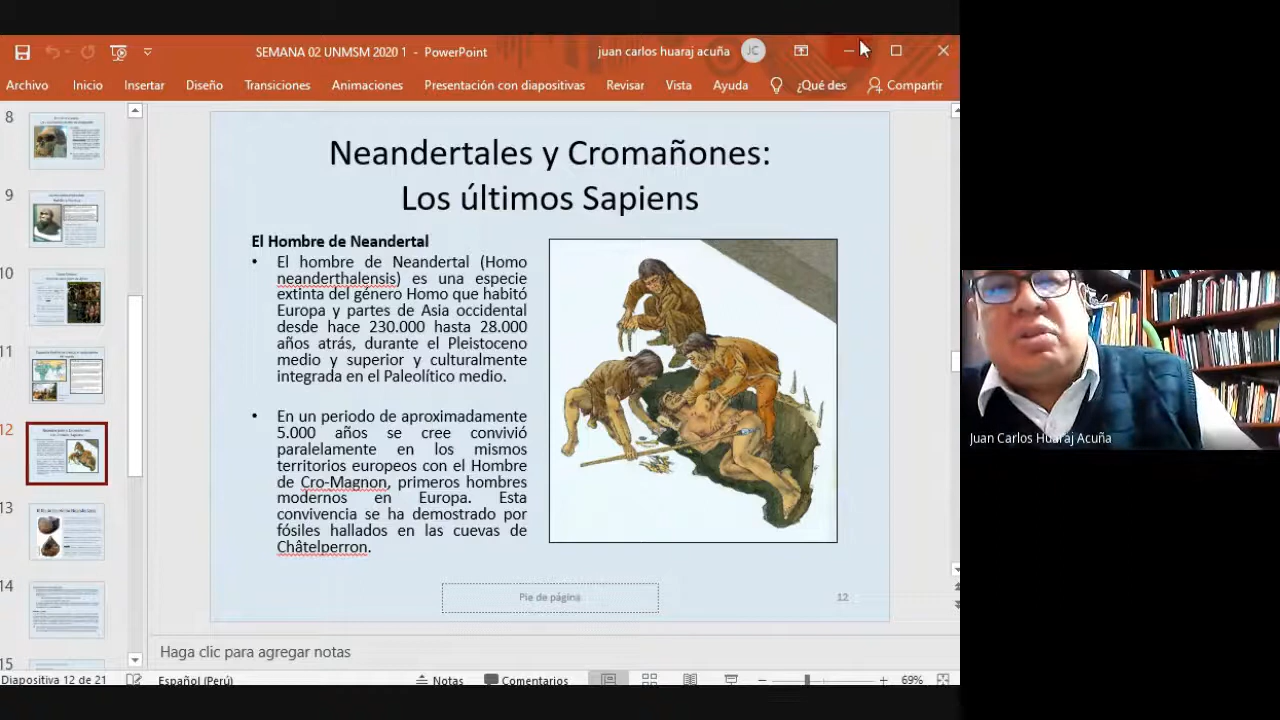 SEMANA 02 UNMSM 2020 1 - PowerPoint
juan carlos huaraj acuña
JC
Archivo
Inicio
Insertar
Diseño
Transiciones
Animaciones
Presentación con diapositivas
Revisar
Vista
Ayuda
¿Qué des
Compartir
8
9
10
11
12
13
14
15
Neandertales y Cromañones:
Los últimos Sapiens
El Hombre de Neandertal
• El hombre de Neandertal (Homo
neanderthalensis) es una especie
extinta del género Homo que habitó
Europa y partes de Asia occidental
desde hace 230.000 hasta 28.000
años atrás, durante el Pleistoceno
medio y superior y culturalmente
integrada en el Paleolítico medio.
• En un periodo de aproximadamente
5.000 años se cree convivió
paralelamente en los mismos
territorios europeos con el Hombre
de Cro-Magnon, primeros hombres
modernos en Europa. Esta
convivencia se ha demostrado por
fósiles hallados en las cuevas de
Châtelperron.
Pie de página
12
Juan Carlos Huaraj Acuña
Haga clic para agregar notas
Diapositiva 12 de 21
Español (Perú)
Notas
Comentarios
69%